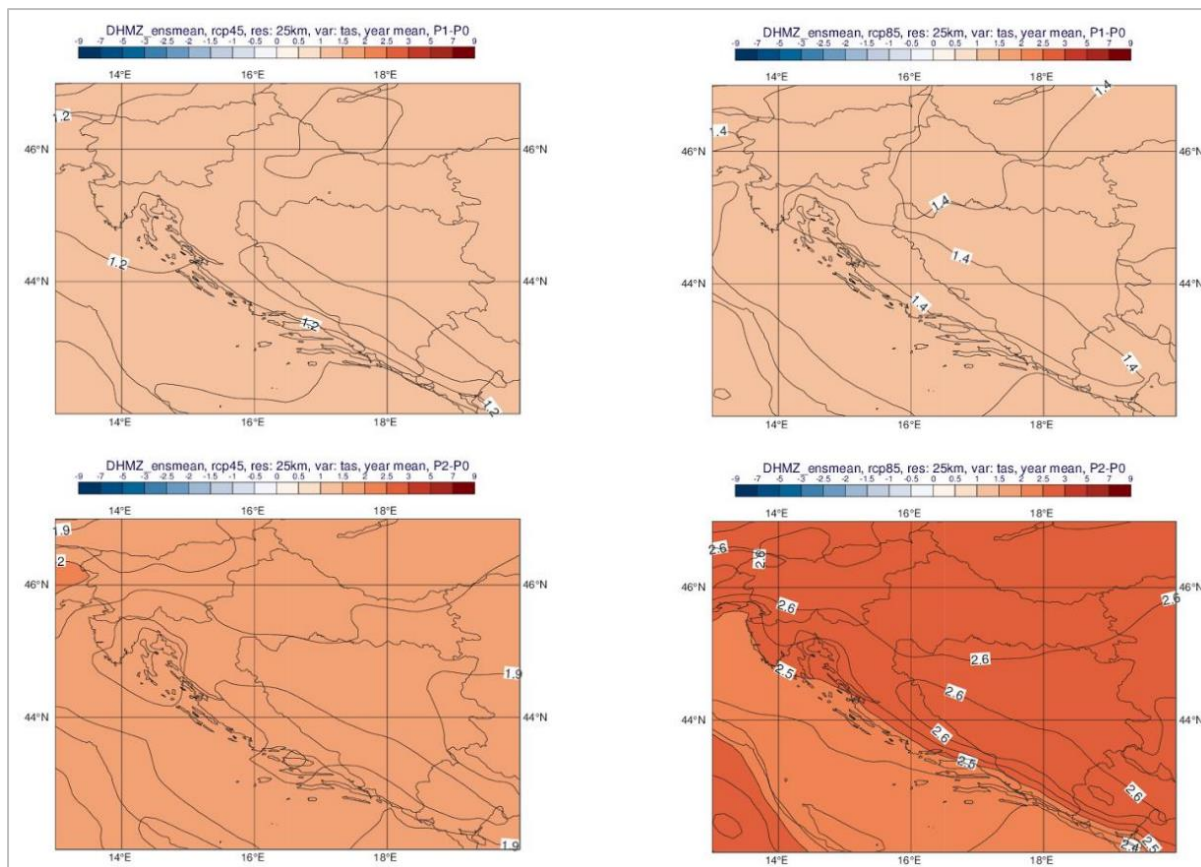 DHMZ_ensmean, rcp45, res: 25km, var: tas, year mean, P1-P0
-9 -7 -5 -3 -2.5 -2 -1.5 -1 -0.5 0 0.5 1 1.5 2 2.5 3 5 7 9
14°E 16°E 18°E
1.2
46°N
1.2
44°N
1.2
1.2
14°E 16°E 18°E
DHMZ_ensmean, rcp85, res: 25km, var: tas, year mean, P1-P0
-9 -7 -5 -3 -2.5 -2 -1.5 -1 -0.5 0 0.5 1 1.5 2 2.5 3 5 7 9
14°E 16°E 18°E
1.4
1.4
46°N 46°N
1.4
1.4
44°N 44°N
1.4
1.4
14°E 16°E 18°E
DHMZ_ensmean, rcp45, res: 25km, var: tas, year mean, P2-P0
-9 -7 -5 -3 -2.5 -2 -1.5 -1 -0.5 0 0.5 1 1.5 2 2.5 3 5 7 9
14°E 16°E 18°E
1.9
2
46°N 46°N
1.9
44°N 44°N
1.9
14°E 16°E 18°E
DHMZ_ensmean, rcp85, res: 25km, var: tas, year mean, P2-P0
-9 -7 -5 -3 -2.5 -2 -1.5 -1 -0.5 0 0.5 1 1.5 2 2.5 3 5 7 9
14°E 16°E 18°E
2.6
2.6
46°N 46°N
2.6
2.6
2.6
2.5
2.6
44°N 44°N
2.6
2.5
2.6
2.5
2.4
14°E 16°E 18°E